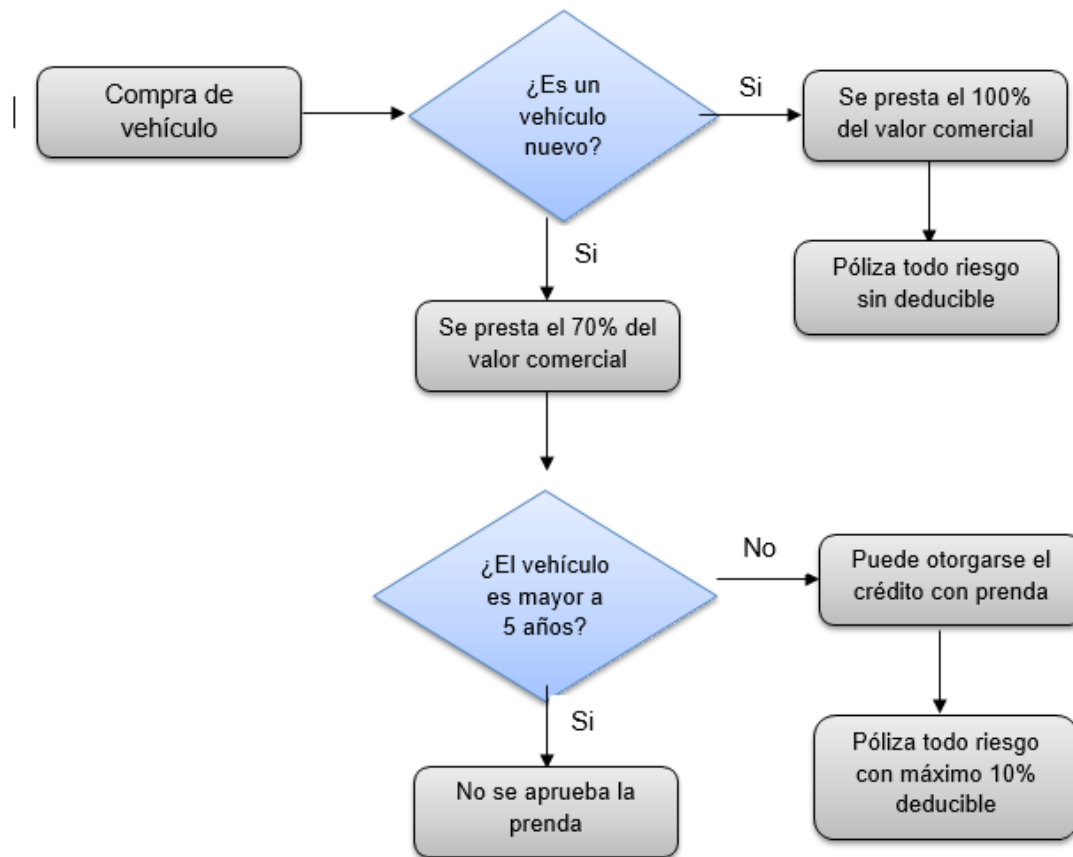 Compra de
vehículo
¿Es un
vehículo
nuevo?
Si
Se presta el 100%
del valor comercial
Póliza todo riesgo
sin deducible
Si
Se presta el 70% del
valor comercial
¿El vehículo
es mayor a
5 años?
No
Puede otorgarse el
crédito con prenda
Póliza todo riesgo
con máximo 10%
deducible
Si
No se aprueba la
prenda